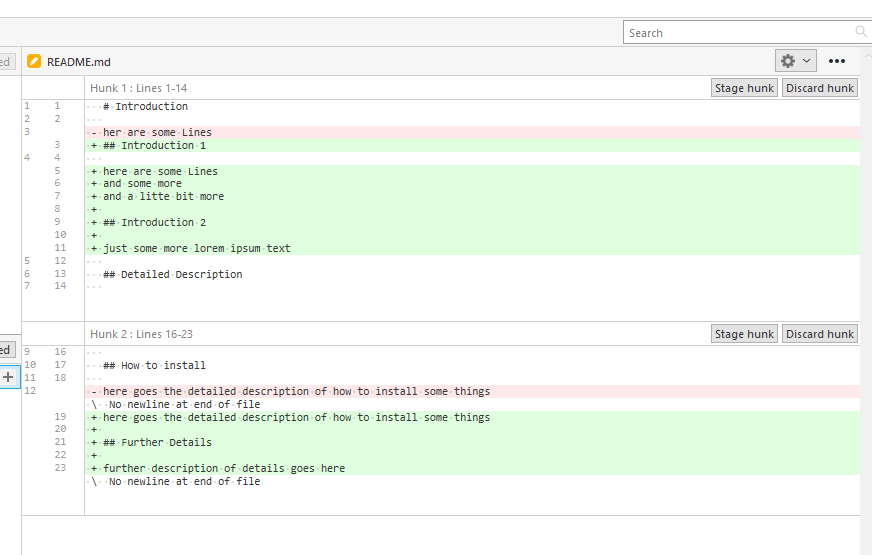 Search
ed
README.md
Hunk 1 : Lines 1-14
Stage hunk Discard hunk
1 1 # Introduction
2 2
3 - her are some Lines
3 + ## Introduction 1
4 4
5 + here are some Lines
6 + and some more
7 + and a litte bit more
8 +
9 + ## Introduction 2
10 +
11 + just some more lorem ipsum text
5 12
6 13 ## Detailed Description
7 14
Hunk 2 : Lines 16-23
Stage hunk Discard hunk
ed
9 16
10 17 ## How to install
11 18
12 - here goes the detailed description of how to install some things
\ No newline at end of file
19 + here goes the detailed description of how to install some things
20 +
21 + ## Further Details
22 +
23 + further description of details goes here
\ No newline at end of file